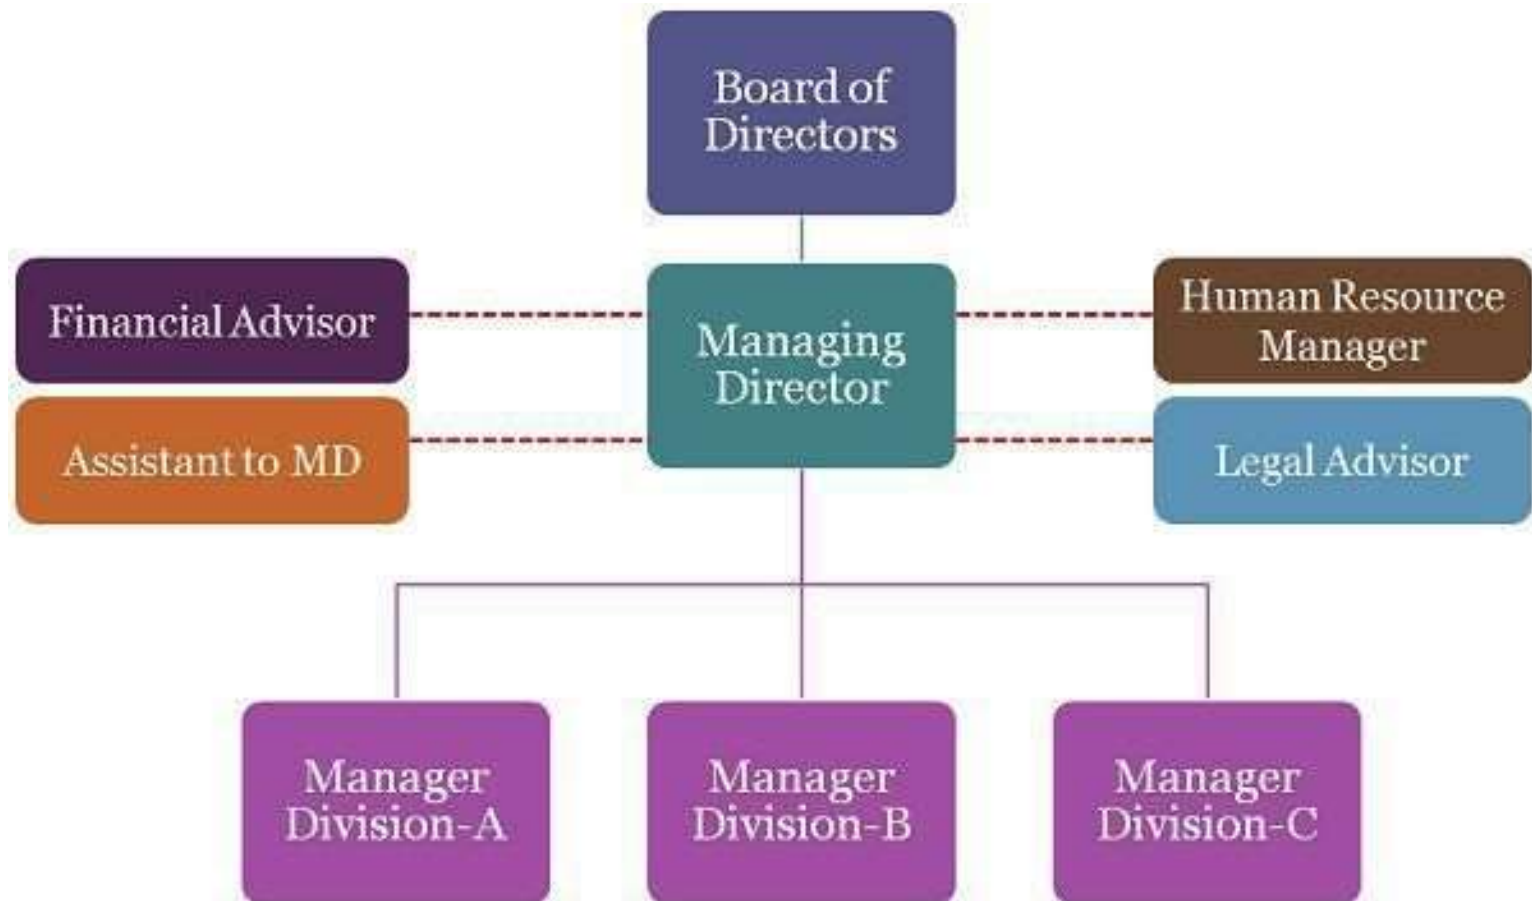 Board of
Directors
Financial Advisor
Managing
Director
Human Resource
Manager
Assistant to MD
Legal Advisor
Manager
Division-A
Manager
Division-B
Manager
Division-C